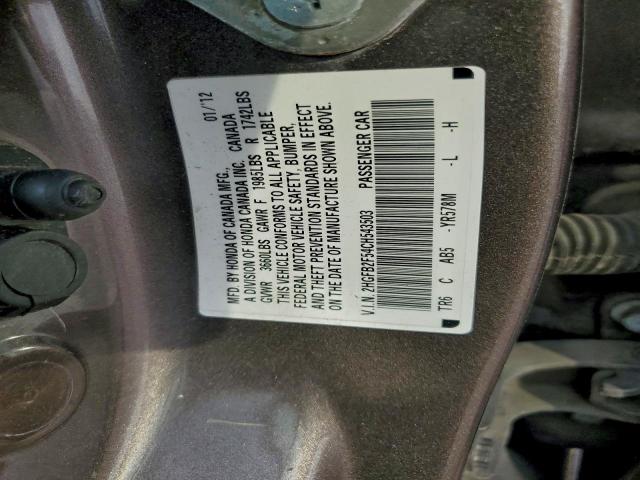 01/'12
MFD. BY HONDA OF CANADA MFG.,
A DIVISION OF HONDA CANADA INC. CANADA
GVWR 3660LBS GAWR F 1985LBS R 1742LBS
THIS VEHICLE CONFORMS TO ALL APPLICABLE
FEDERAL MOTOR VEHICLE SAFETY, BUMPER,
AND THEFT PREVENTION STANDARDS IN EFFECT
ON THE DATE OF MANUFACTURE SHOWN ABOVE.
V.I.N. 2HGFB2F54CH543503 PASSENGER CAR
TR6 C AB5 -YR578M -L -H